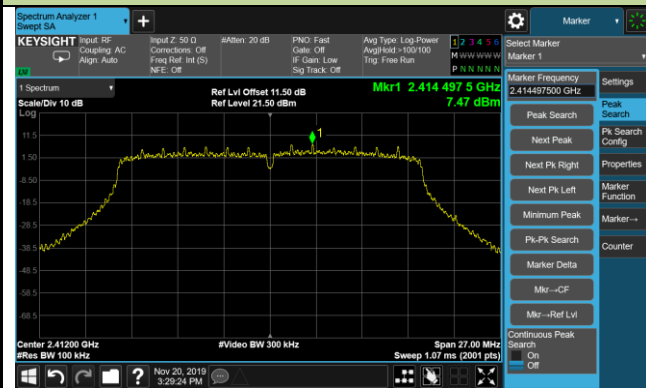 Spectrum Analyzer 1
Swept SA
Marker
KEYSIGHT
Input: RF
Coupling: AC
Align: Auto
Input Z: 50 Ω
Corrections: Off
Freq Ref: Int (S)
NFE: Off
#Atten: 20 dB
PNO: Fast
Gate: Off
IF Gain: Low
Sig Track: Off
Avg Type: Log-Power
Avg|Hold:>100/100
Trig: Free Run
1 2 3 4 5 6
M W W W W W
P N N N N N
Select Marker
Marker 1
1 Spectrum
Scale/Div 10 dB
Log
Ref Lvl Offset 11.50 dB
Ref Level 21.50 dBm
Mkr1 2.414 497 5 GHz
7.47 dBm
Marker Frequency
2.414497500 GHz
Settings
Peak Search
Peak
Search
Next Peak
Pk Search
Config
Next Pk Right
Properties
Next Pk Left
Marker
Function
Minimum Peak
Marker→
Pk-Pk Search
Counter
Marker Delta
Mkr→CF
Mkr→Ref Lvl
Continuous Peak
Search
On
Off
1
11.5
1.50
-8.50
-18.5
-28.5
-38.5
-48.5
-58.5
-68.5
Center 2.41200 GHz
#Res BW 100 kHz
#Video BW 300 kHz
Span 27.00 MHz
Sweep 1.07 ms (2001 pts)
Nov 20, 2019
3:29:24 PM